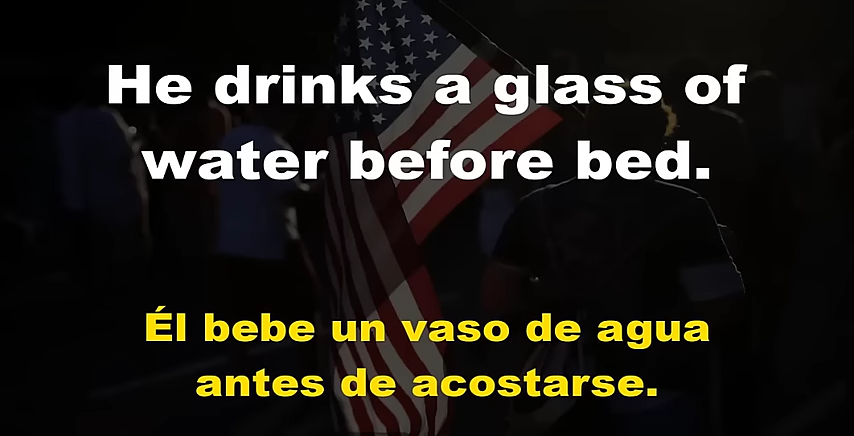 He drinks a glass of
water before bed.
Él bebe un vaso de agua
antes de acostarse.